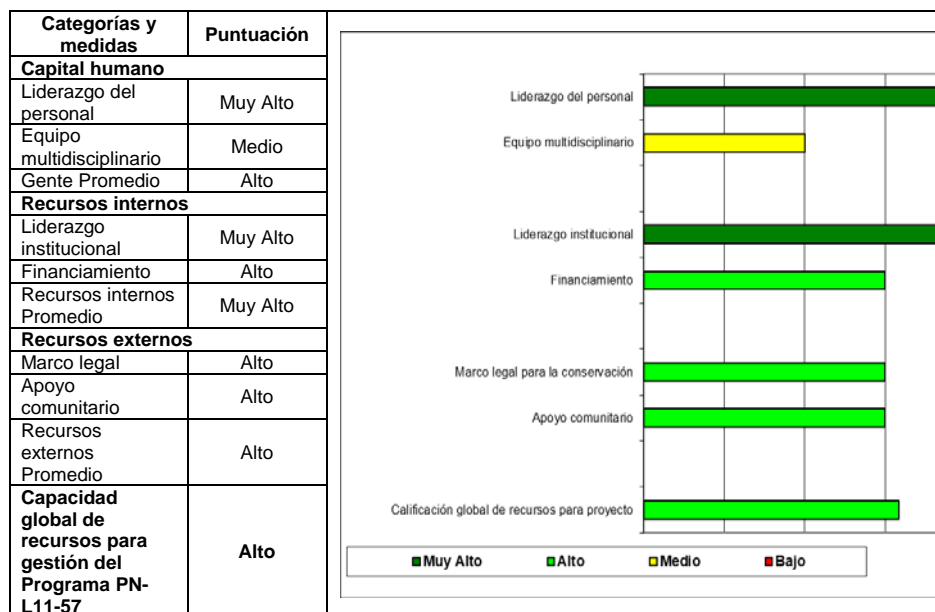 Categorías y
medidas
Puntuación
Capital humano
Liderazgo del
personal
Muy Alto
Equipo
multidisciplinario
Medio
Gente Promedio
Alto
Recursos internos
Liderazgo
institucional
Muy Alto
Financiamiento
Alto
Recursos internos
Promedio
Muy Alto
Recursos externos
Marco legal
Alto
Apoyo
comunitario
Alto
Recursos
externos
Promedio
Alto
Capacidad
global de
recursos para
gestión del
Programa PN-
L11-57
Alto
Liderazgo del personal
Equipo multidisciplinario
Liderazgo institucional
Financiamiento
Marco legal para la conservación
Apoyo comunitario
Calificación global de recursos para proyecto
Muy Alto
Alto
Medio
Bajo